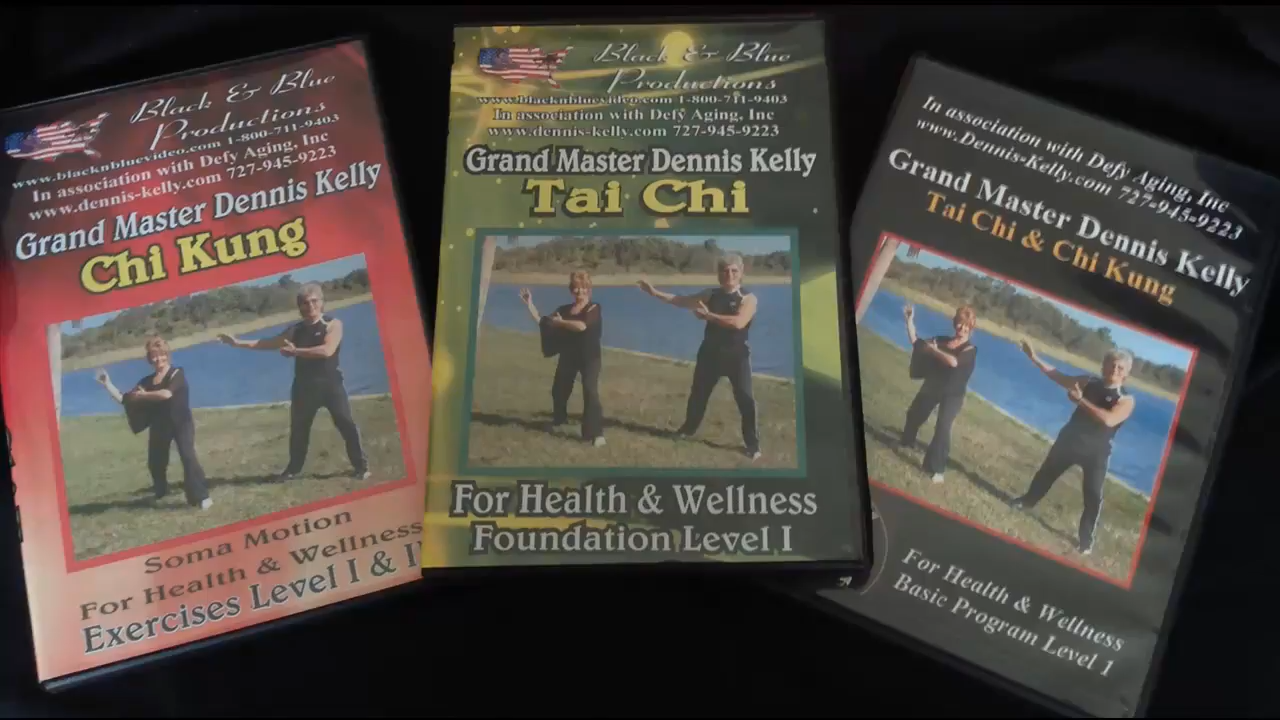 Black & Blue
Productions
www.blacknbluevideo.com 1-800-711-9403
In association with Defy Aging, Inc
www.dennis-kelly.com 727-945-9223
Grand Master Dennis Kelly
Chi Kung
Soma Motion
For Health & Wellness
Exercises Level I & II
Black & Blue
Productions
www.blacknbluevideo.com 1-800-711-9403
In association with Defy Aging, Inc
www.dennis-kelly.com 727-945-9223
Grand Master Dennis Kelly
Tai Chi
For Health & Wellness
Foundation Level I
In association with Defy Aging, Inc
www.Dennis-Kelly.com 727-945-9223
Grand Master Dennis Kelly
Tai Chi & Chi Kung
For Health & Wellness
Basic Program Level 1